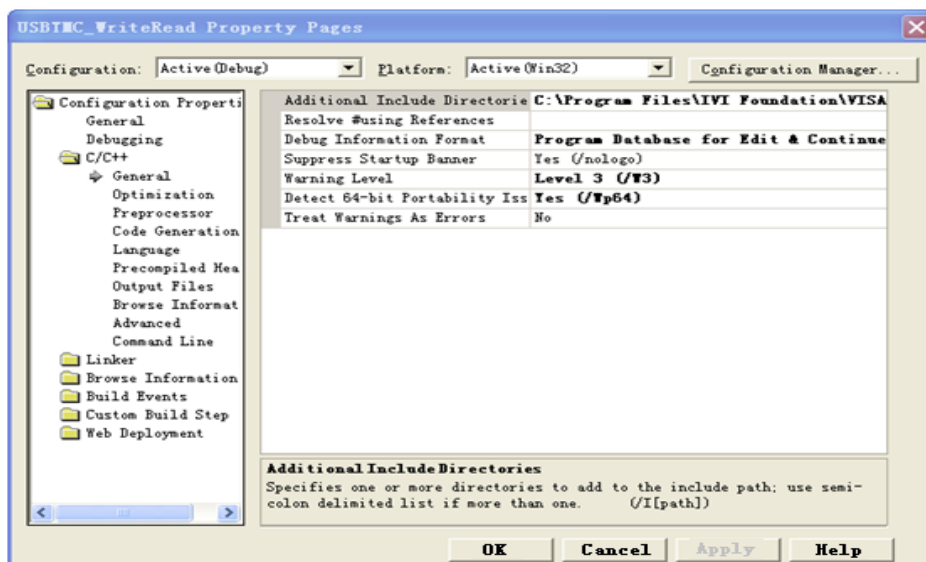 USBTMC_WriteRead Property Pages
Configuration: Active(Debug) Platform: Active(Win32) Configuration Manager...
Configuration Properti
General
Debugging
C/C++
General
Optimization
Preprocessor
Code Generation
Language
Precompiled Hea
Output Files
Browse Informat
Advanced
Command Line
Linker
Browse Information
Build Events
Custom Build Step
Web Deployment
Additional Include Directorie C:\Program Files\IVI Foundation\VISA
Resolve #using References
Debug Information Format Program Database for Edit & Continue
Suppress Startup Banner Yes (/nologo)
Warning Level Level 3 (/W3)
Detect 64-bit Portability Iss Yes (/Wp64)
Treat Warnings As Errors No
Additional Include Directories
Specifies one or more directories to add to the include path; use semi-
colon delimited list if more than one. (/I[path])
OK Cancel Apply Help